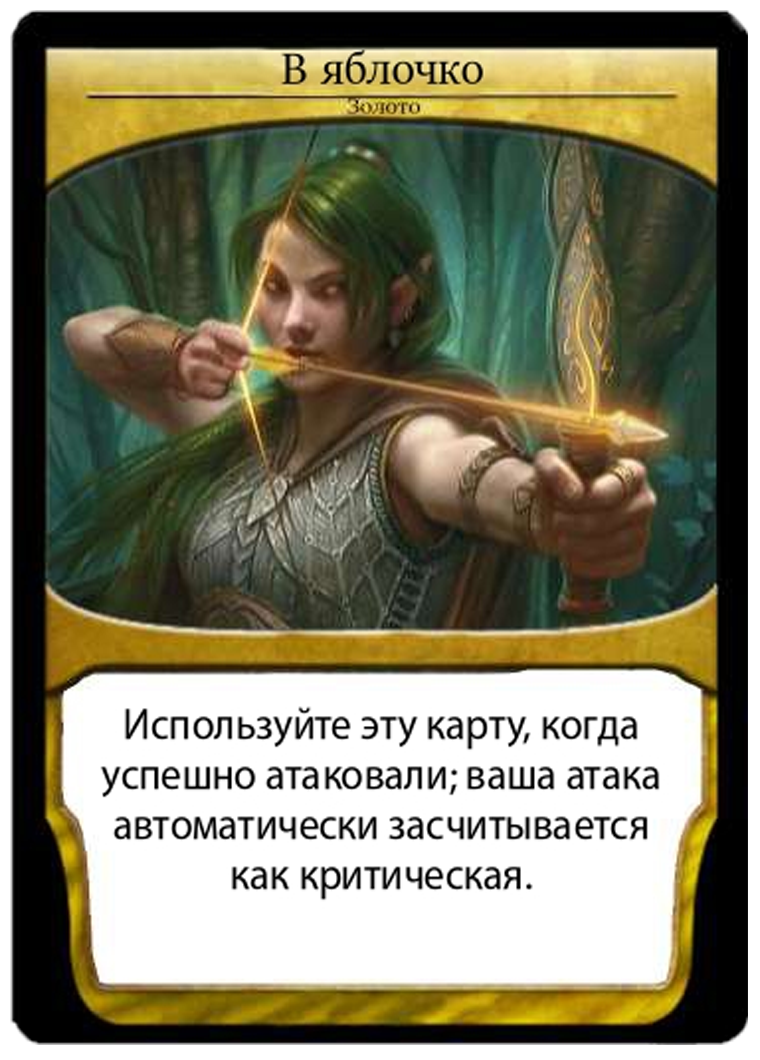 В яблочко
Золото
Используйте эту карту, когда
успешно атаковали; ваша атака
автоматически засчитывается
как критическая.